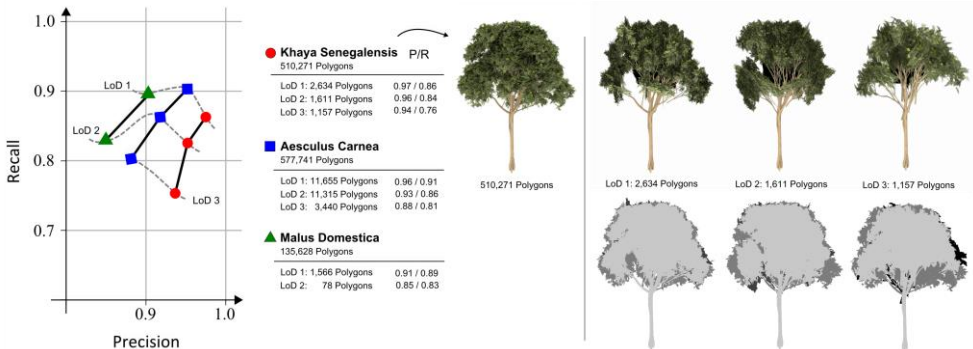 1.0
0.9
0.8
0.7
Recall
LoD 1
LoD 2
LoD 3
0.9
1.0
Precision
Khaya Senegalensis P/R
510,271 Polygons
LoD 1: 2,634 Polygons 0.97 / 0.86
LoD 2: 1,611 Polygons 0.96 / 0.84
LoD 3: 1,157 Polygons 0.94 / 0.76
Aesculus Carnea
577,741 Polygons
LoD 1: 11,655 Polygons 0.96 / 0.91
LoD 2: 11,315 Polygons 0.93 / 0.86
LoD 3: 3,440 Polygons 0.88 / 0.81
Malus Domestica
135,628 Polygons
LoD 1: 1,566 Polygons 0.91 / 0.89
LoD 2: 78 Polygons 0.85 / 0.83
510,271 Polygons
LoD 1: 2,634 Polygons
LoD 2: 1,611 Polygons
LoD 3: 1,157 Polygons